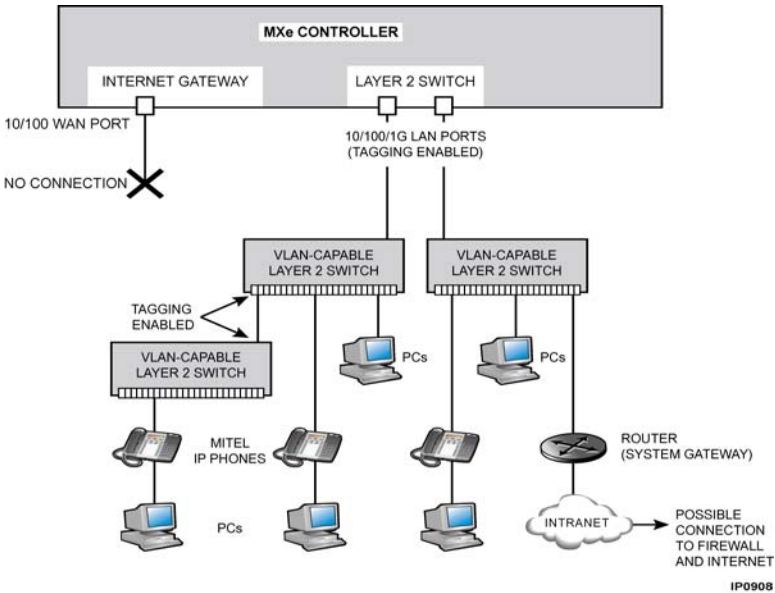 MXe CONTROLLER
INTERNET GATEWAY
LAYER 2 SWITCH
10/100 WAN PORT
10/100/1G LAN PORTS
(TAGGING ENABLED)
NO CONNECTION
VLAN-CAPABLE
LAYER 2 SWITCH
VLAN-CAPABLE
LAYER 2 SWITCH
TAGGING
ENABLED
VLAN-CAPABLE
LAYER 2 SWITCH
PCs
PCs
MITEL
IP PHONES
ROUTER
(SYSTEM GATEWAY)
PCs
INTRANET
POSSIBLE
CONNECTION
TO FIREWALL
AND INTERNET
IP0908